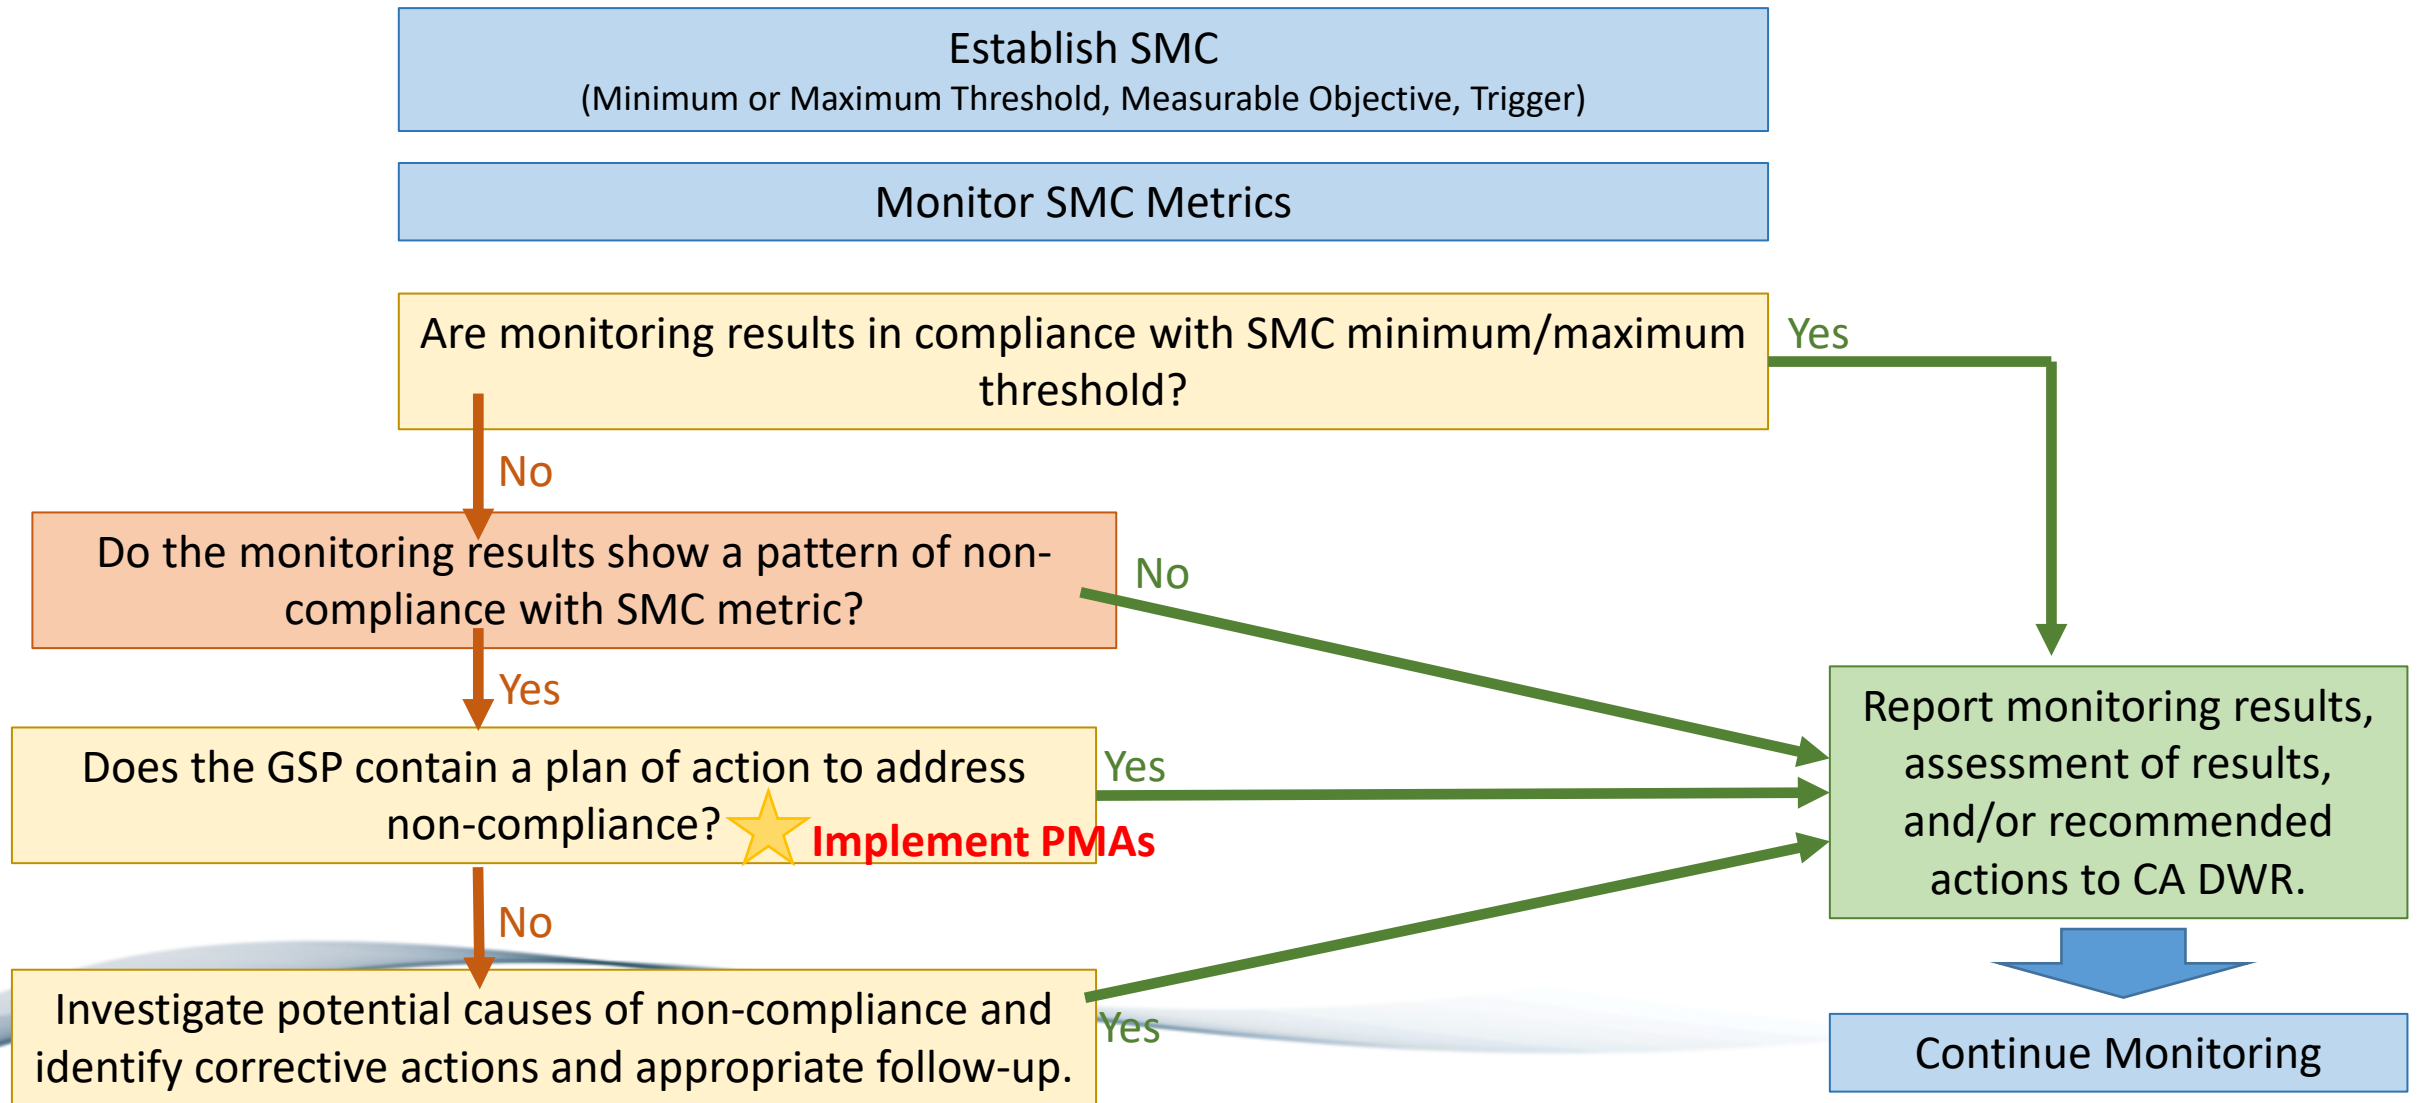 Establish SMC
(Minimum or Maximum Threshold, Measurable Objective, Trigger)
Monitor SMC Metrics
Are monitoring results in compliance with SMC minimum/maximum
threshold?
Yes
No
Do the monitoring results show a pattern of non-
compliance with SMC metric?
No
Yes
Does the GSP contain a plan of action to address
non-compliance?
Implement PMAs
Yes
No
Investigate potential causes of non-compliance and
identify corrective actions and appropriate follow-up.
Yes
Report monitoring results,
assessment of results,
and/or recommended
actions to CA DWR.
Continue Monitoring